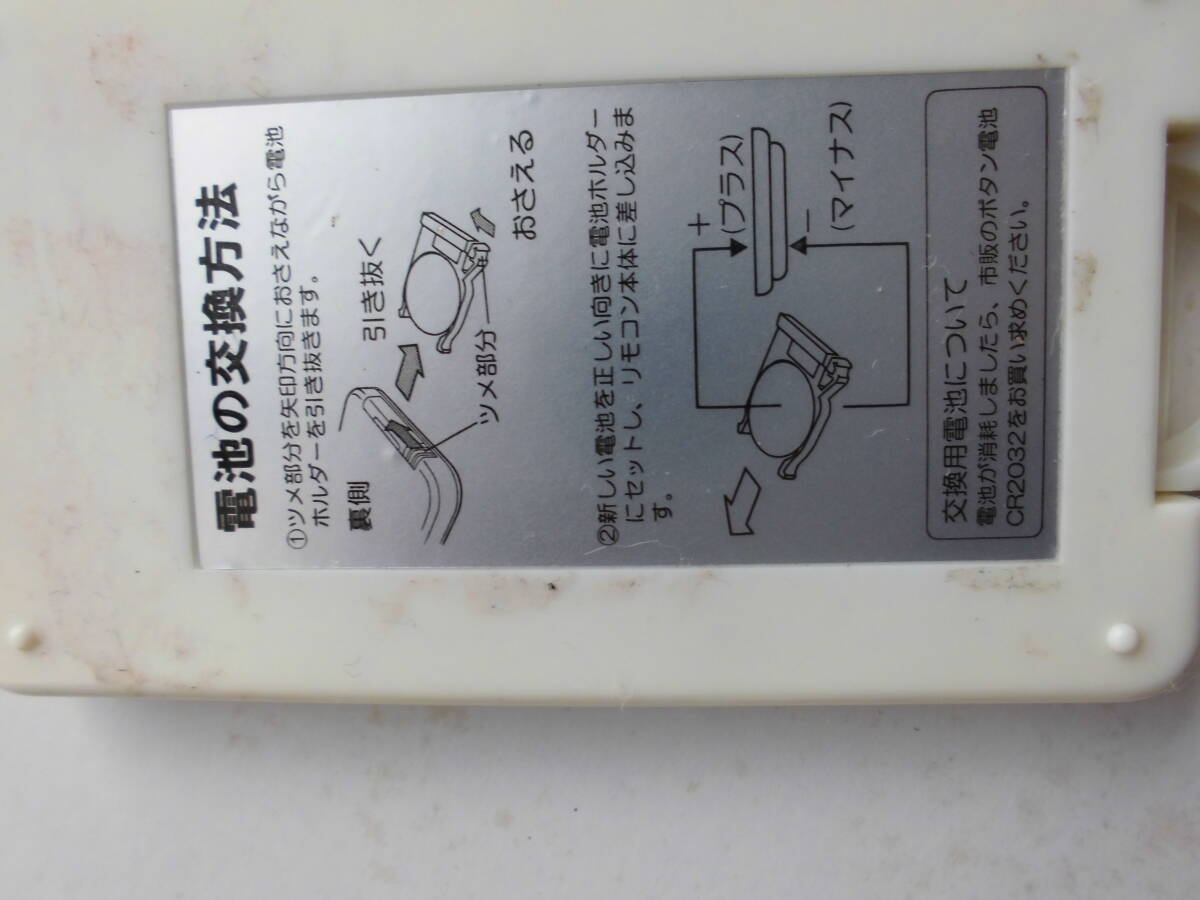 電池の交換方法
①ツメ部分を矢印方向におさえながら電池
ホルダーを引き抜きます。
裏側
引き抜く
ツメ部分
おさえる
②新しい電池を正しい向きに電池ホルダー
にセットし、リモコン本体に差し込みま
す。
＋
(プラス)
－
(マイナス)
交換用電池について
電池が消耗しましたら、市販のボタン電池
CR2032をお買い求めください。